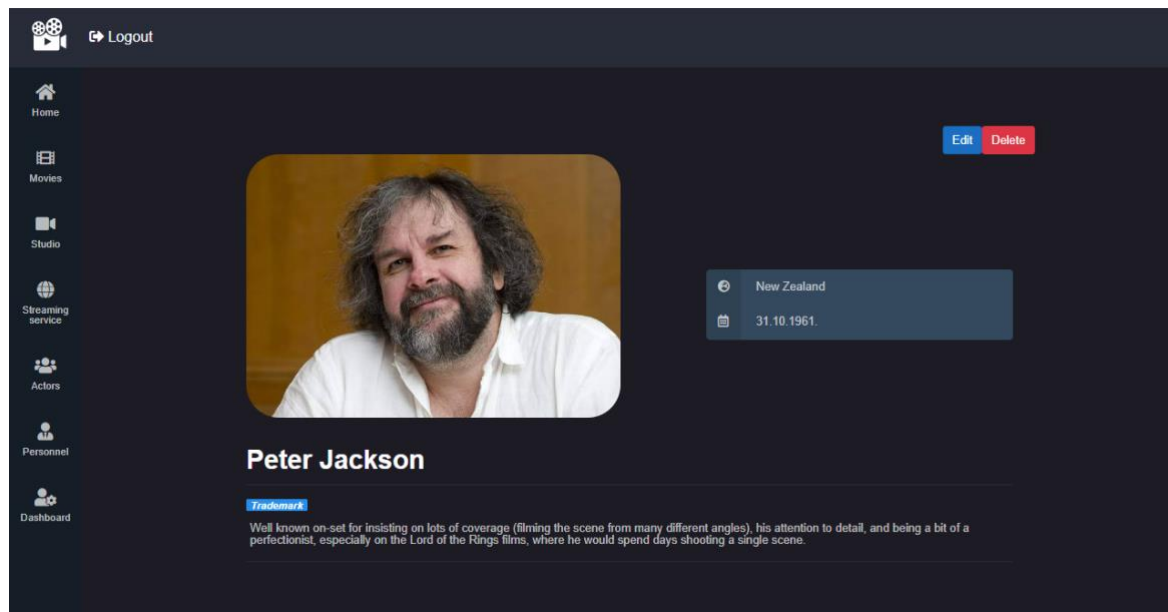 Logout
Home
Movies
Studio
Streaming
service
Actors
Personnel
Dashboard
Edit
Delete
New Zealand
31.10.1961.
Peter Jackson
Trademark
Well known on-set for insisting on lots of coverage (filming the scene from many different angles), his attention to detail, and being a bit of a
perfectionist, especially on the Lord of the Rings films, where he would spend days shooting a single scene.